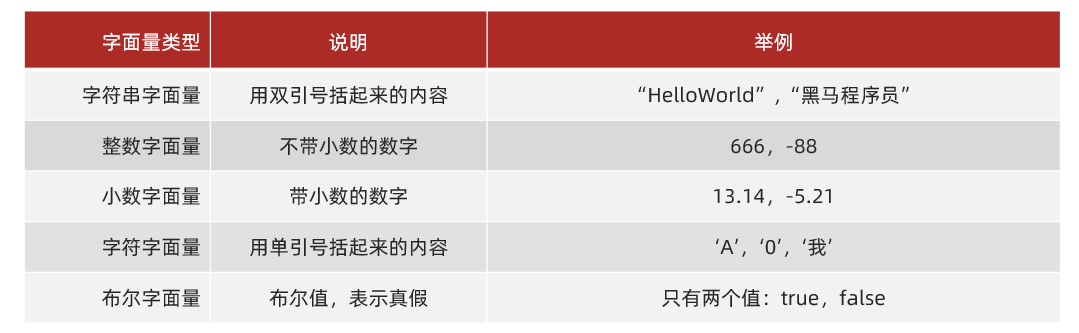 字面量类型 说明 举例
字符串字面量 用双引号括起来的内容 “HelloWorld”，“黑马程序员”
整数字面量 不带小数的数字 666，-88
小数字面量 带小数的数字 13.14，-5.21
字符字面量 用单引号括起来的内容 ‘A’，‘0’，‘我’
布尔字面量 布尔值，表示真假 只有两个值：true，false